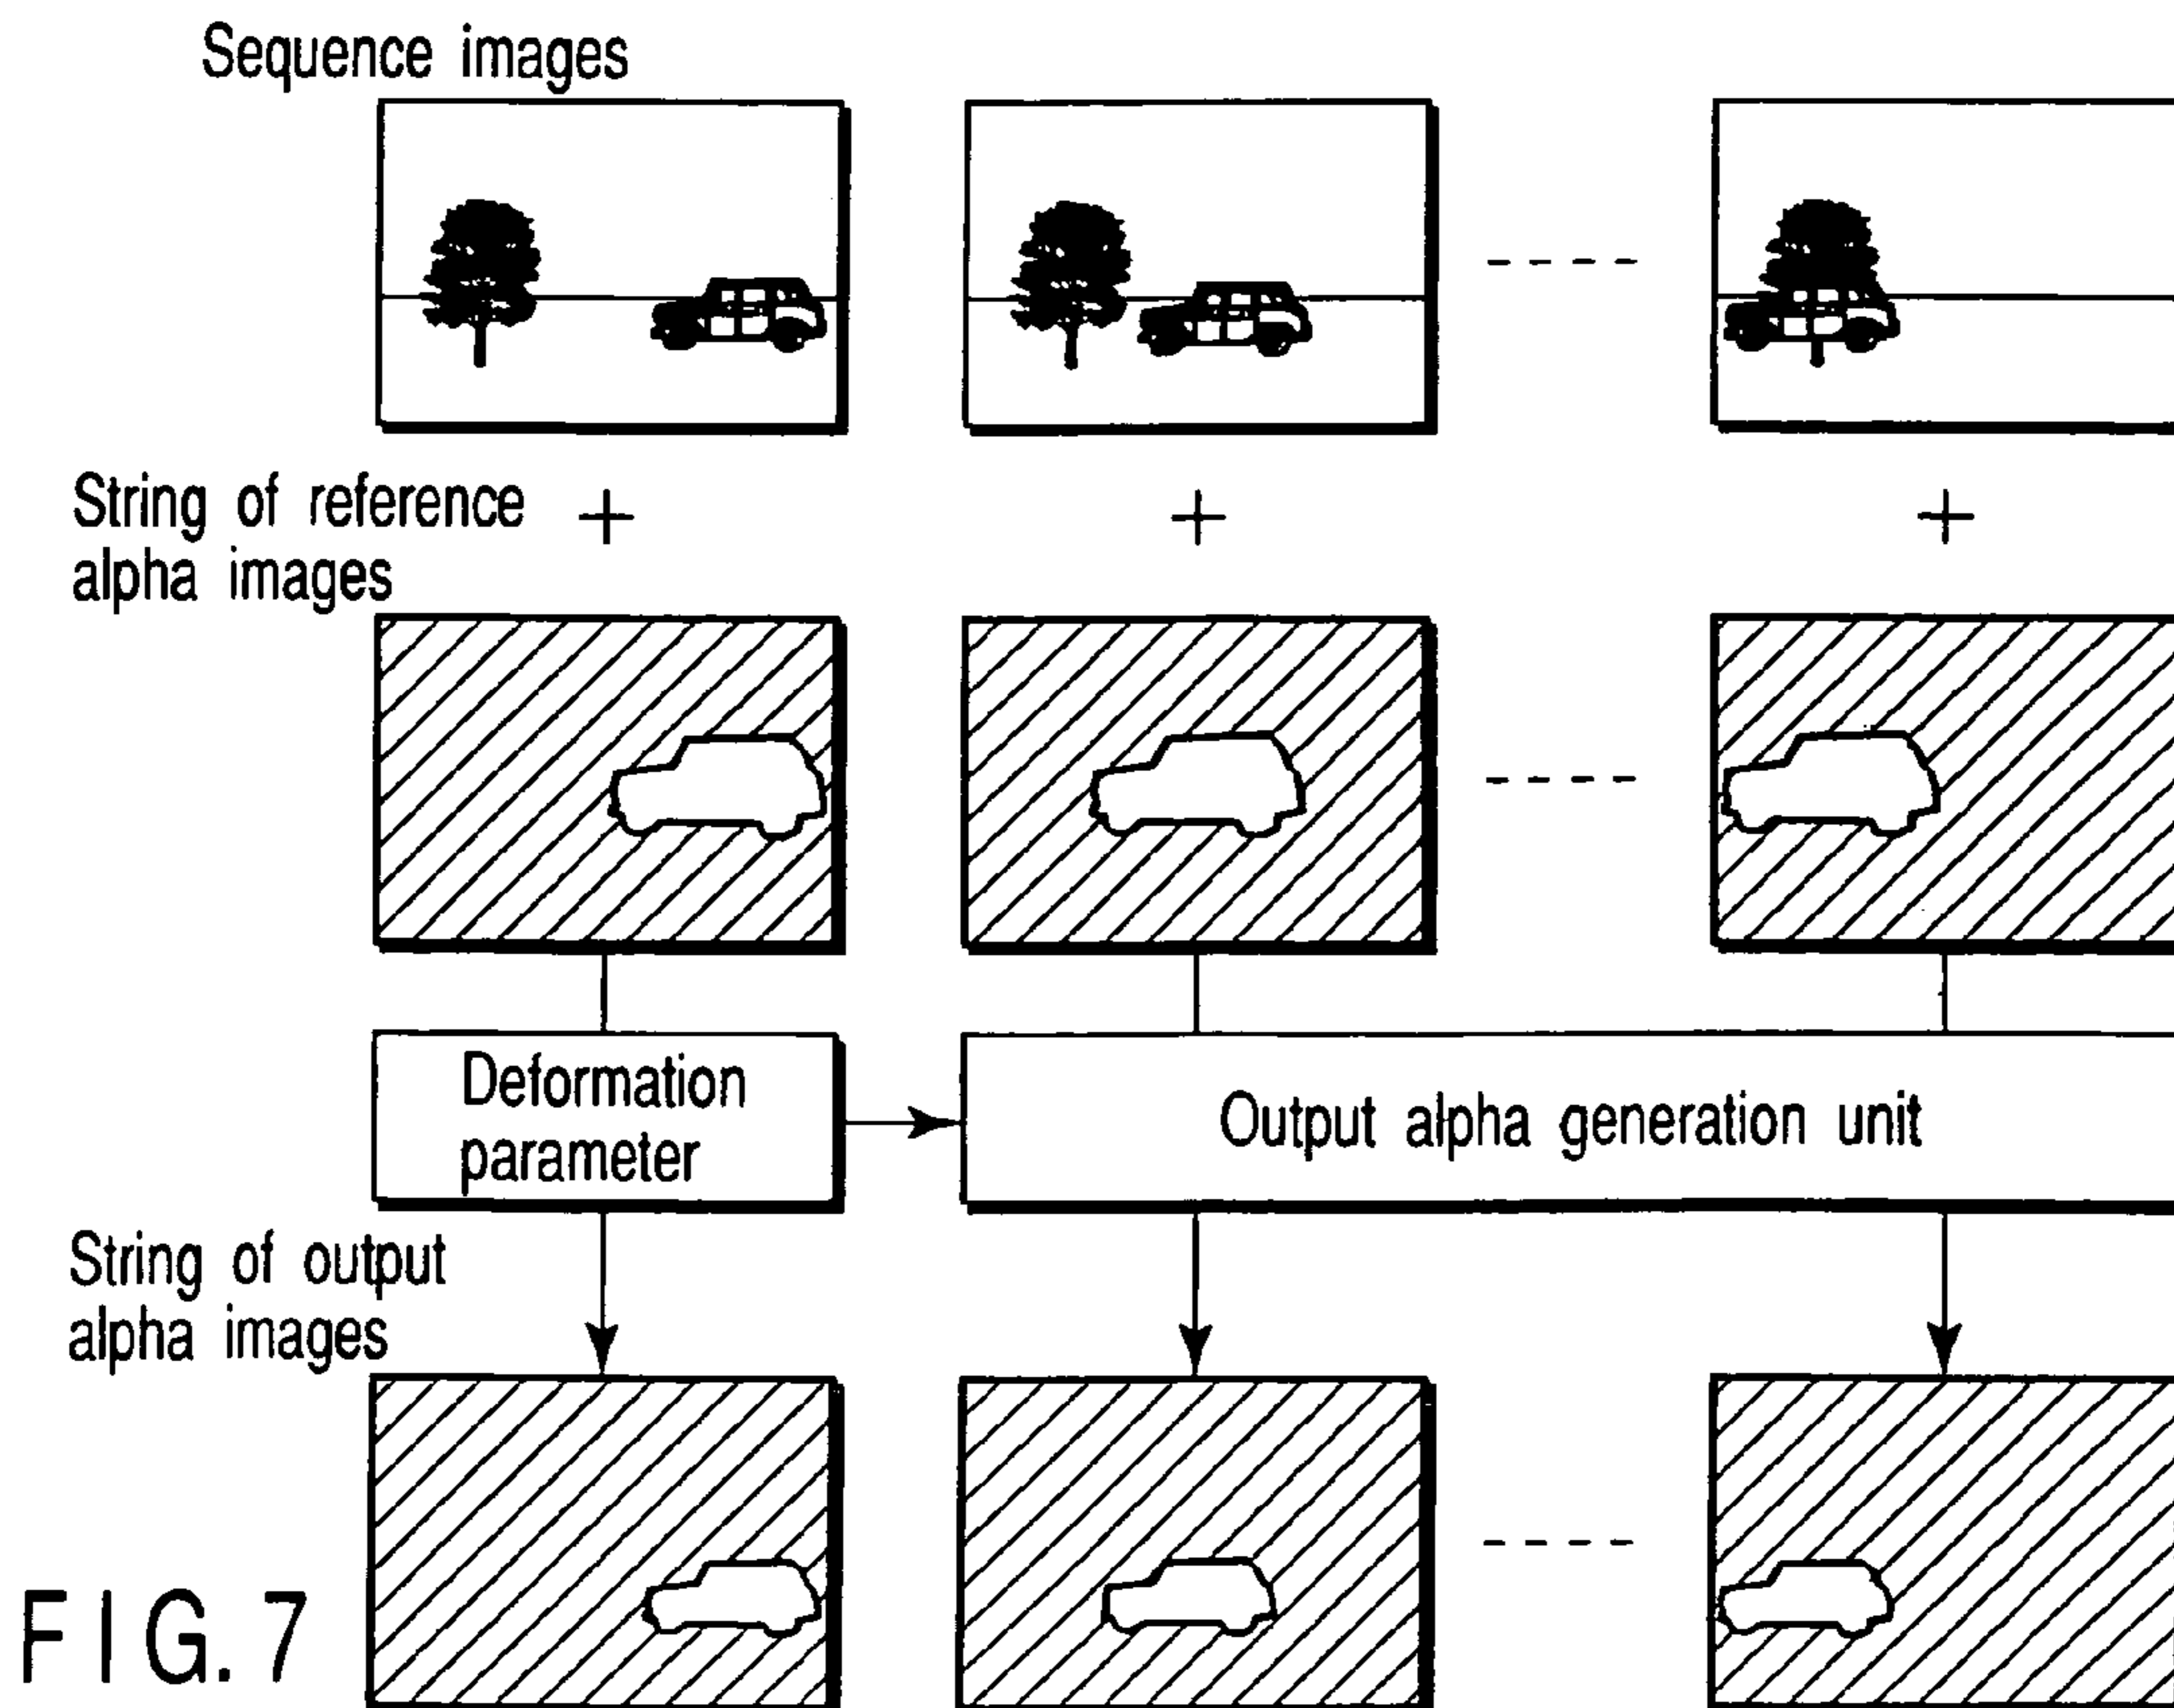 Sequence images
String of reference
alpha images
Deformation
parameter
Output alpha generation unit
String of output
alpha images
FIG. 7